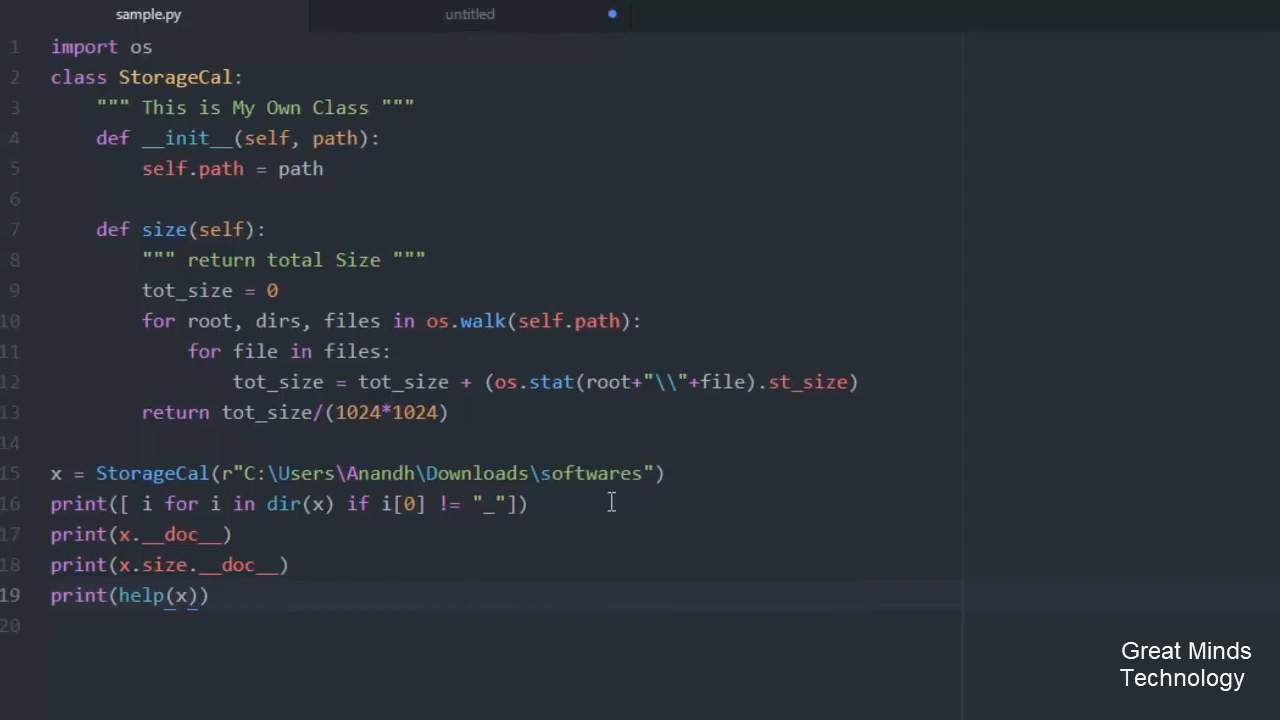 sample.py untitled
1 import os
2 class StorageCal:
3     """ This is My Own Class """
4     def __init__(self, path):
5         self.path = path
6
7     def size(self):
8         """ return total Size """
9         tot_size = 0
10         for root, dirs, files in os.walk(self.path):
11             for file in files:
12                 tot_size = tot_size + (os.stat(root+"\\"+file).st_size)
13         return tot_size/(1024*1024)
14
15 x = StorageCal(r"C:\Users\Anandh\Downloads\softwares")
16 print([ i for i in dir(x) if i[0] != "_"])
17 print(x.__doc__)
18 print(x.size.__doc__)
19 print(help(x))
20
Great Minds
Technology